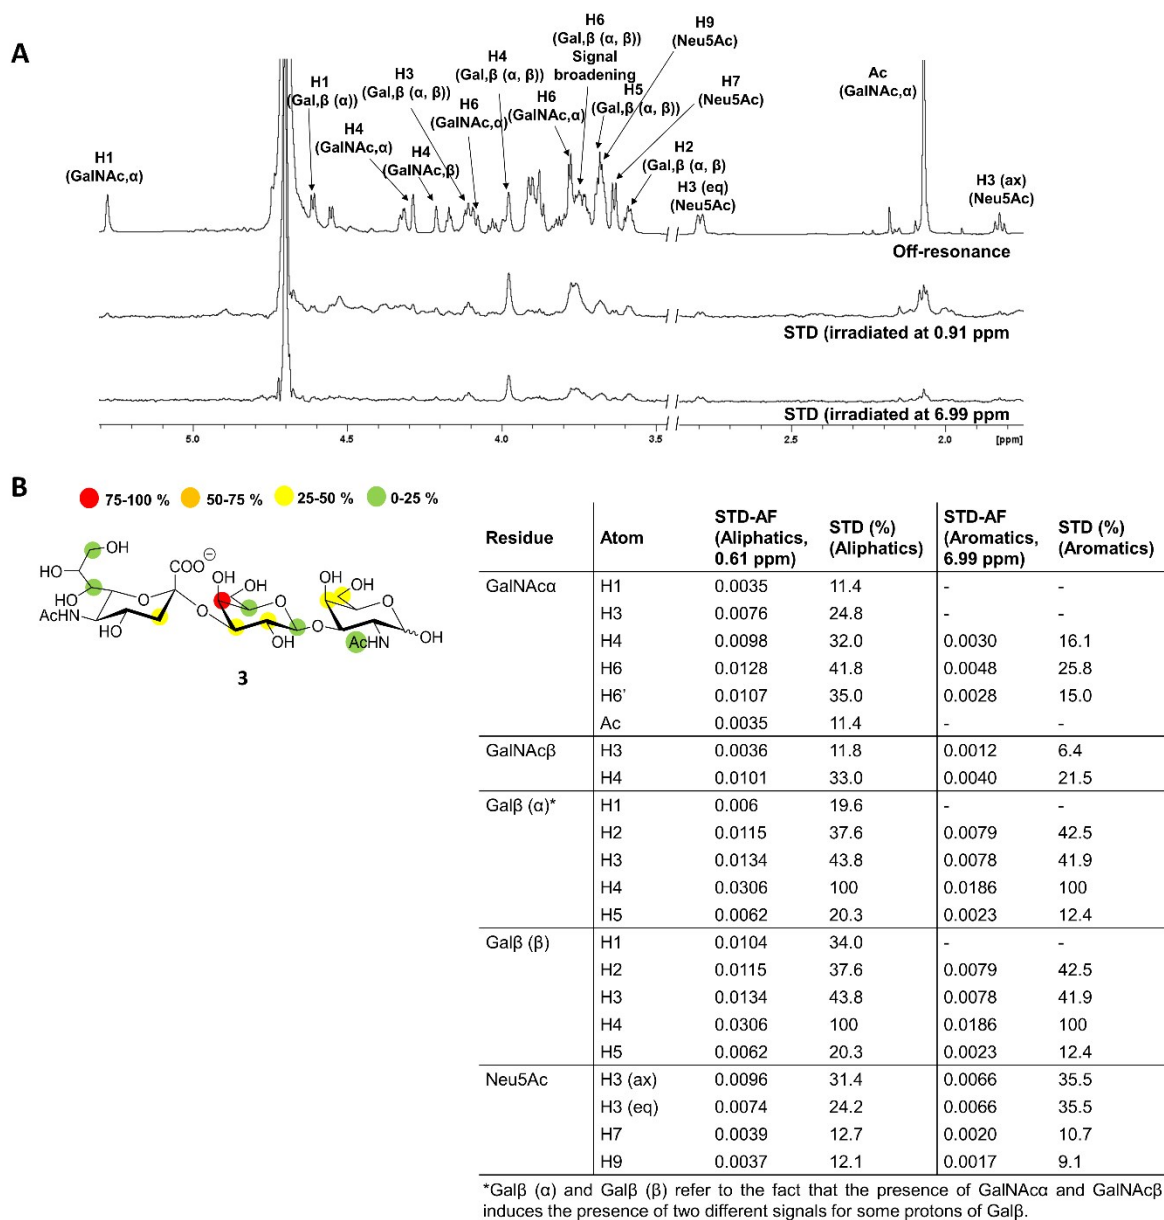 A
H1
(GalNAc,α)
H1
(Gal,β (α))
H4
(GalNAc,α)
H3
(Gal,β (α, β))
H4
(GalNAc,β)
H6
(GalNAc,α)
H4
(Gal,β (α, β))
H6
(GalNAc,α)
H6
(Gal,β (α, β))
Signal
broadening
H5
(Gal,β (α, β))
H9
(Neu5Ac)
H7
(Neu5Ac)
H2
(Gal,β (α, β)
H3 (eq)
(Neu5Ac)
Ac
(GalNAc,α)
H3 (ax)
(Neu5Ac)
Off-resonance
STD (irradiated at 0.91 ppm
STD (irradiated at 6.99 ppm
5.0 4.5 4.0 3.5 2.5 2.0 [ppm]
B
75-100 % 50-75 % 25-50 % 0-25 %
OH
HO
HO
AcHN
HO
COO⊖
O
O
OH
OH
O
OH
O
OH
OH
O
AcHN
OH
3
Residue Atom STD-AF (Aliphatics, 0.61 ppm) STD (%) (Aliphatics) STD-AF (Aromatics, 6.99 ppm) STD (%) (Aromatics)
GalNAcα H1 0.0035 11.4 - -
H3 0.0076 24.8 - -
H4 0.0098 32.0 0.0030 16.1
H6 0.0128 41.8 0.0048 25.8
H6’ 0.0107 35.0 0.0028 15.0
Ac 0.0035 11.4 - -
GalNAcβ H3 0.0036 11.8 0.0012 6.4
H4 0.0101 33.0 0.0040 21.5
Galβ (α)* H1 0.006 19.6 - -
H2 0.0115 37.6 0.0079 42.5
H3 0.0134 43.8 0.0078 41.9
H4 0.0306 100 0.0186 100
H5 0.0062 20.3 0.0023 12.4
Galβ (β) H1 0.0104 34.0 - -
H2 0.0115 37.6 0.0079 42.5
H3 0.0134 43.8 0.0078 41.9
H4 0.0306 100 0.0186 100
H5 0.0062 20.3 0.0023 12.4
Neu5Ac H3 (ax) 0.0096 31.4 0.0066 35.5
H3 (eq) 0.0074 24.2 0.0066 35.5
H7 0.0039 12.7 0.0020 10.7
H9 0.0037 12.1 0.0017 9.1
*Galβ (α) and Galβ (β) refer to the fact that the presence of GalNAcα and GalNAcβ
induces the presence of two different signals for some protons of Galβ.